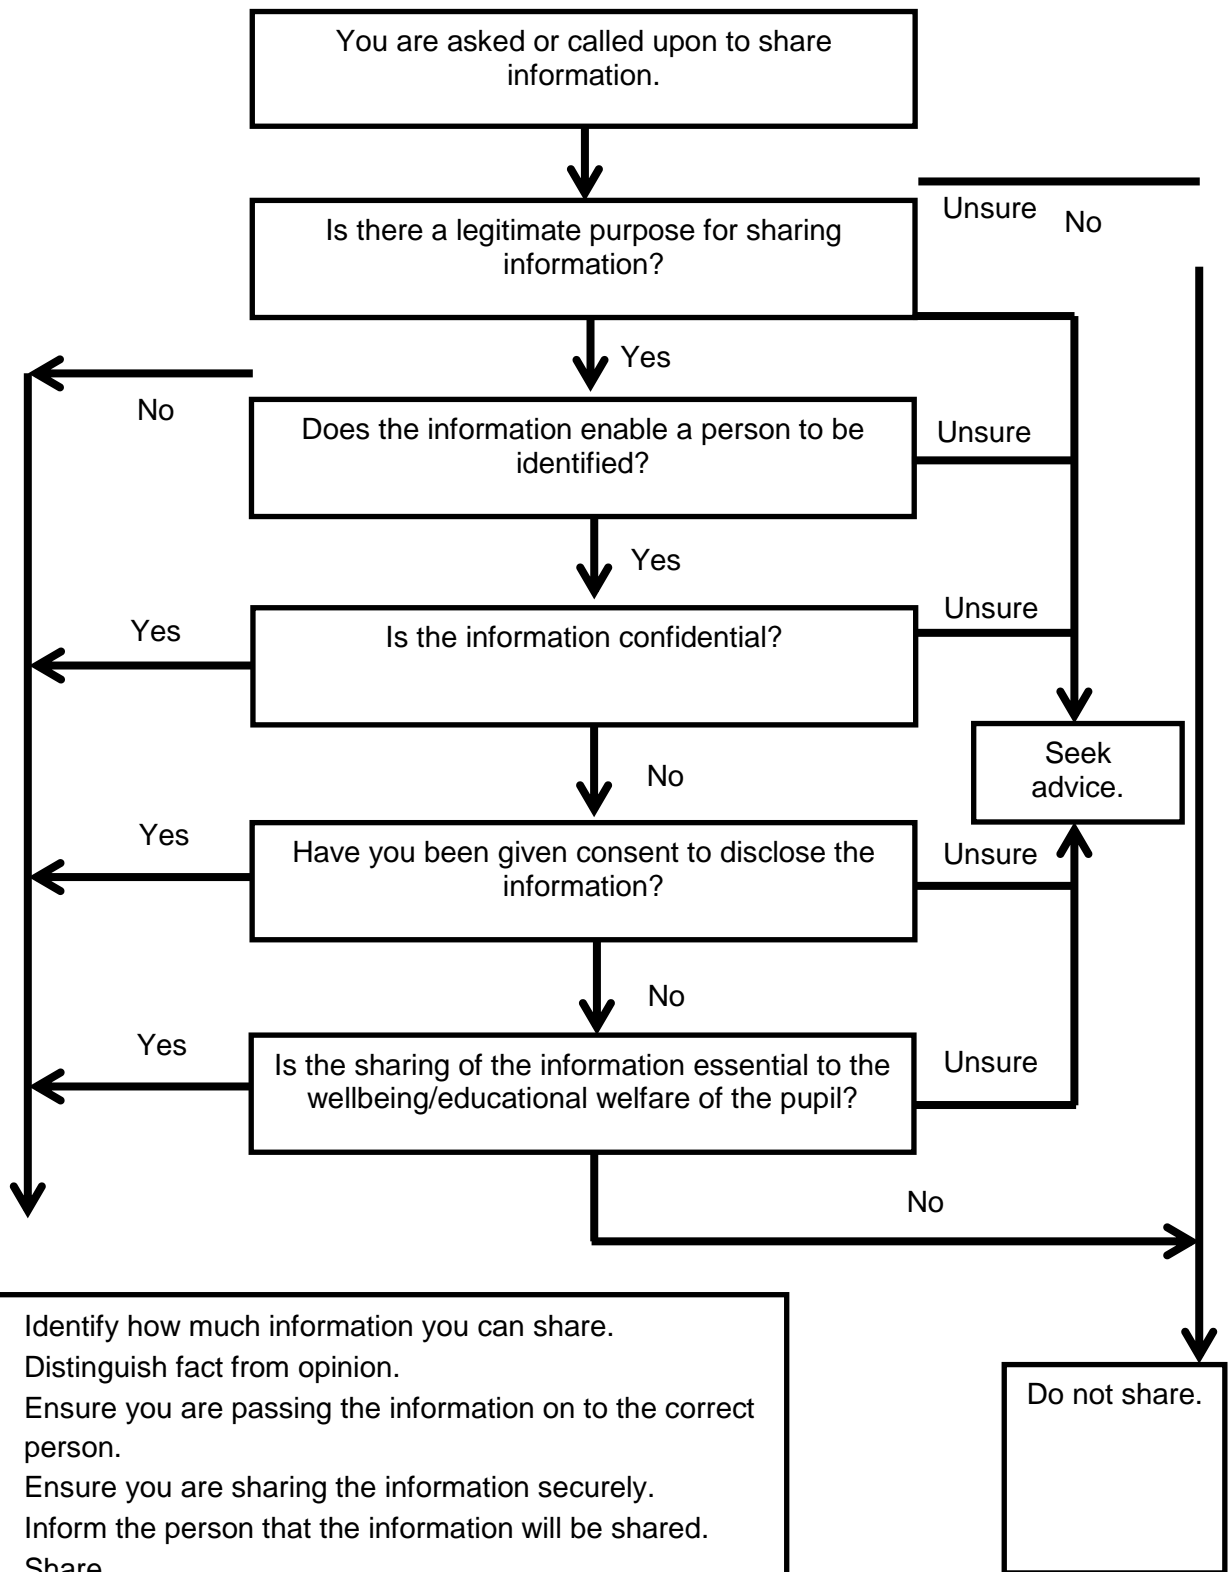 You are asked or called upon to share
information.
Unsure
No
Is there a legitimate purpose for sharing
information?
Yes
No
Does the information enable a person to be
identified?
Unsure
Yes
Yes
Is the information confidential?
Unsure
Seek
advice.
No
Yes
Have you been given consent to disclose the
information?
Unsure
No
Yes
Is the sharing of the information essential to the
wellbeing/educational welfare of the pupil?
Unsure
No
Identify how much information you can share.
Distinguish fact from opinion.
Ensure you are passing the information on to the correct
person.
Ensure you are sharing the information securely.
Inform the person that the information will be shared.
Share
Do not share.